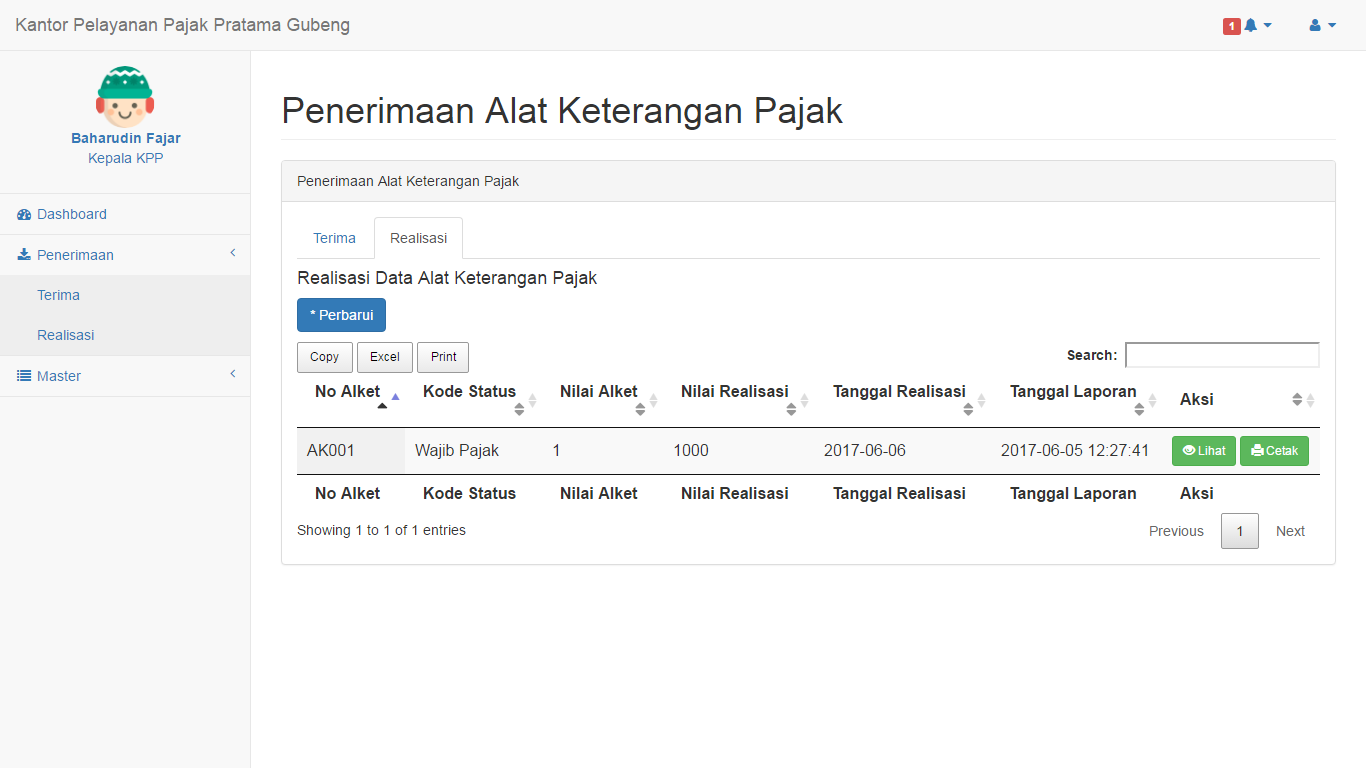 Kantor Pelayanan Pajak Pratama Gubeng
1
Baharudin Fajar
Kepala KPP
Dashboard
Penerimaan
Terima
Realisasi
Master
Penerimaan Alat Keterangan Pajak
Penerimaan Alat Keterangan Pajak
Terima Realisasi
Realisasi Data Alat Keterangan Pajak
* Perbarui
Copy Excel Print Search:
No Alket Kode Status Nilai Alket Nilai Realisasi Tanggal Realisasi Tanggal Laporan Aksi
AK001 Wajib Pajak 1 1000 2017-06-06 2017-06-05 12:27:41 Lihat Cetak
No Alket Kode Status Nilai Alket Nilai Realisasi Tanggal Realisasi Tanggal Laporan Aksi
Showing 1 to 1 of 1 entries Previous 1 Next